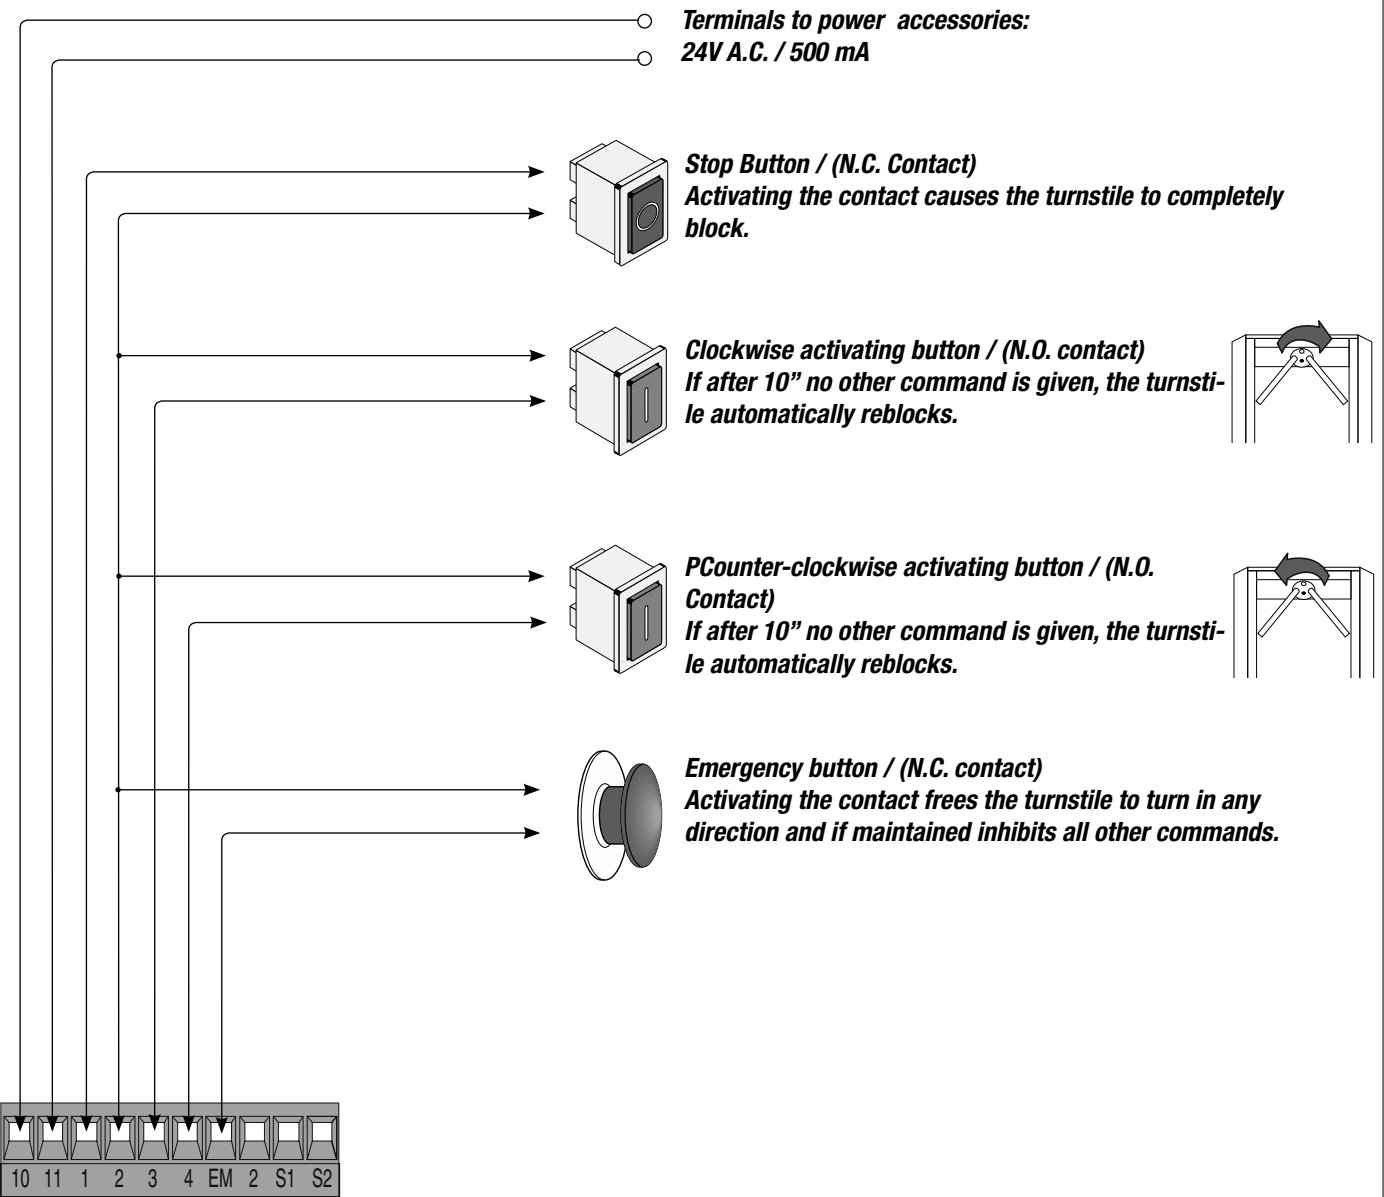 Terminals to power accessories:
24V A.C. / 500 mA
Stop Button / (N.C. Contact)
Activating the contact causes the turnstile to completely
block.
Clockwise activating button / (N.O. contact)
If after 10” no other command is given, the turnsti-
le automatically reblocks.
PCounter-clockwise activating button / (N.O.
Contact)
If after 10” no other command is given, the turnsti-
le automatically reblocks.
Emergency button / (N.C. contact)
Activating the contact frees the turnstile to turn in any
direction and if maintained inhibits all other commands.
10 11 1 2 3 4 EM 2 S1 S2